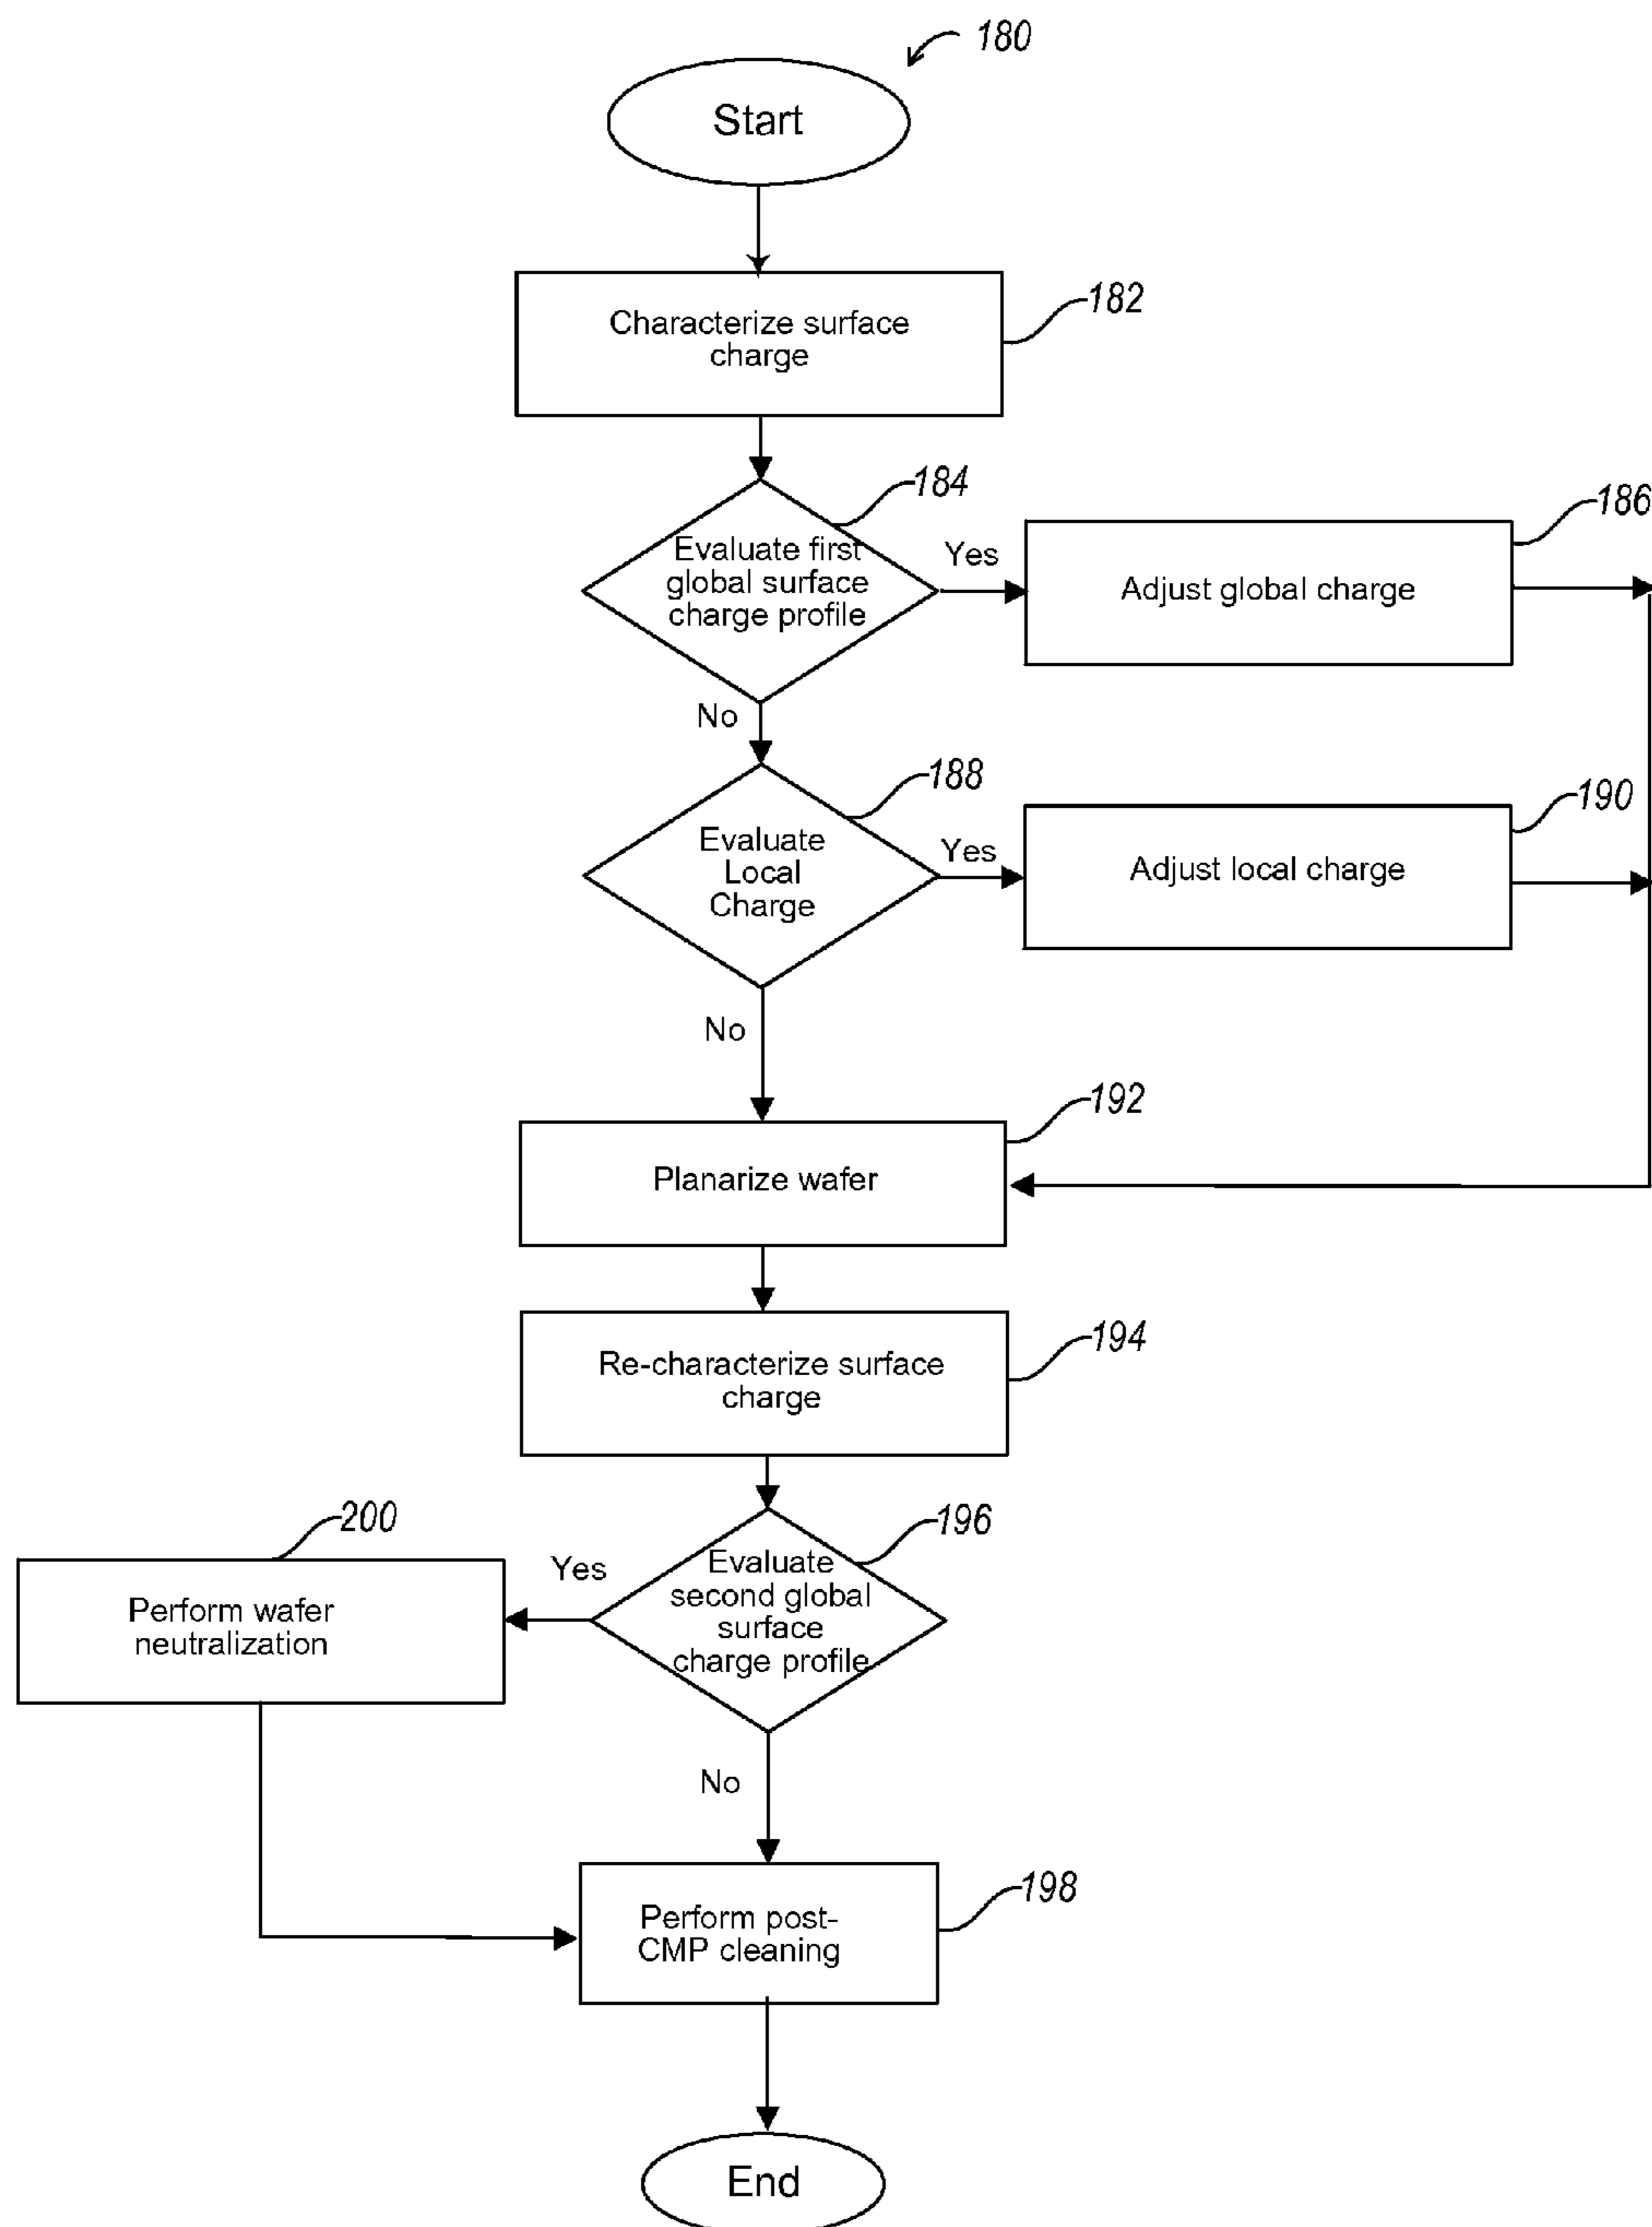 180
Start
Characterize surface
charge
182
184
Evaluate first
global surface
charge profile
Yes
Adjust global charge
186
No
188
Evaluate
Local
Charge
Yes
Adjust local charge
190
No
192
Planarize wafer
194
Re-characterize surface
charge
196
Evaluate
second global
surface
charge profile
Yes
200
Perform wafer
neutralization
No
198
Perform post-
CMP cleaning
End